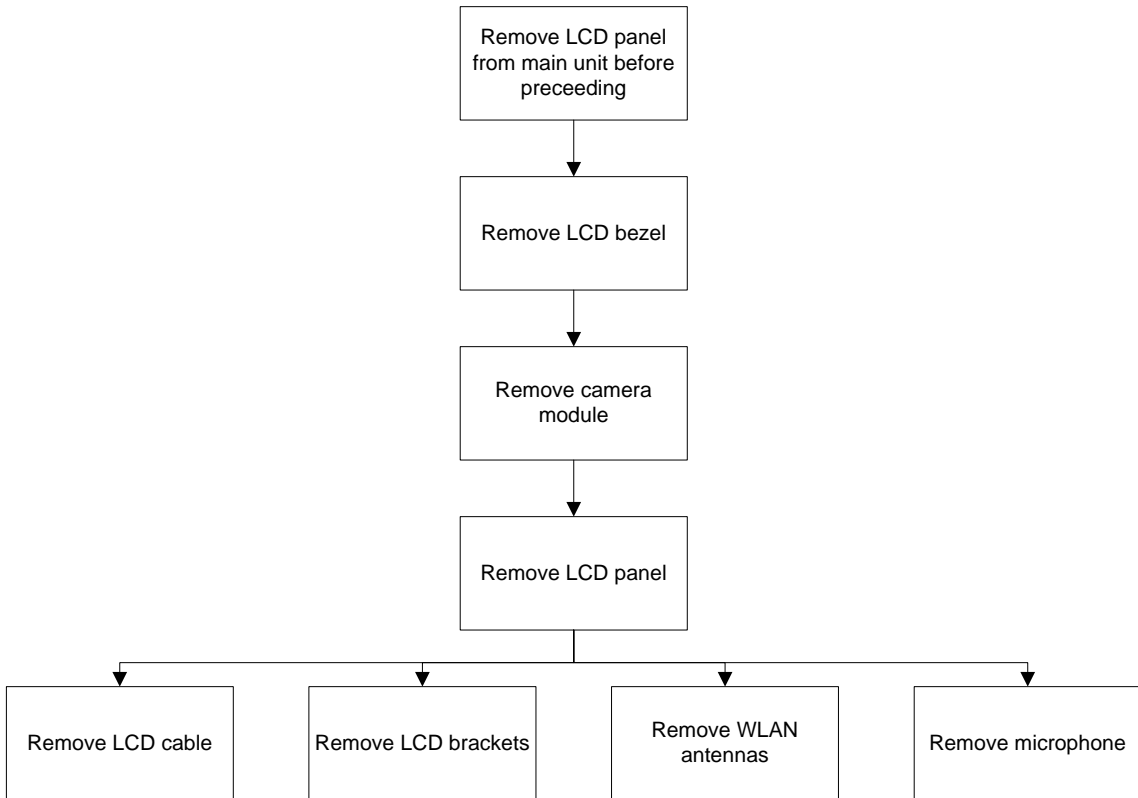 Remove LCD panel
from main unit before
preceeding
Remove LCD bezel
Remove camera
module
Remove LCD panel
Remove LCD cable
Remove LCD brackets
Remove WLAN
antennas
Remove microphone